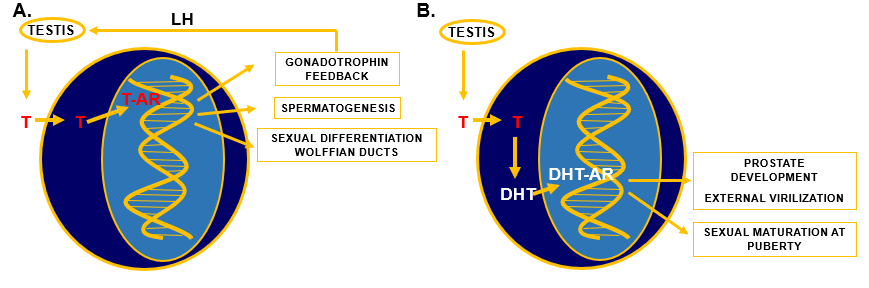 A.
LH
TESTIS
T
T
T-AR
GONADOTROPHIN
FEEDBACK
SPERMATOGENESIS
SEXUAL DIFFERENTIATION
WOLFFIAN DUCTS
B.
TESTIS
T
T
DHT
DHT-AR
PROSTATE
DEVELOPMENT
EXTERNAL VIRILIZATION
SEXUAL MATURATION AT
PUBERTY